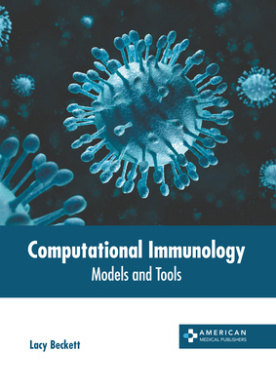 Computational Immunology
Models and Tools
Lacy Beckett
AMERICAN
MEDICAL PUBLISHERS